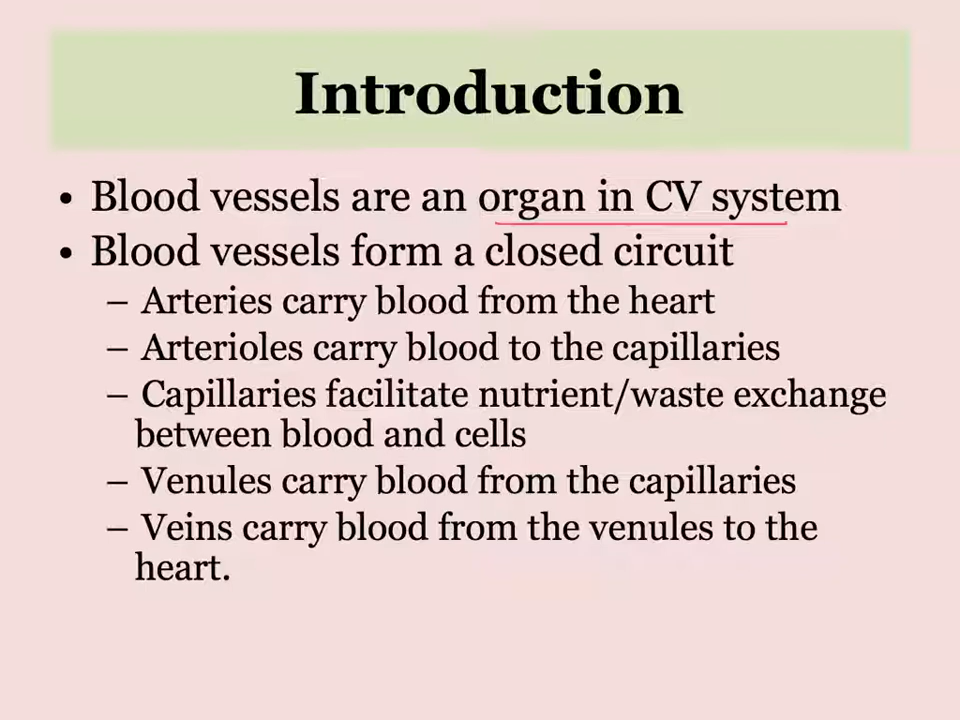 Introduction
• Blood vessels are an organ in CV system
• Blood vessels form a closed circuit
– Arteries carry blood from the heart
– Arterioles carry blood to the capillaries
– Capillaries facilitate nutrient/waste exchange
between blood and cells
– Venules carry blood from the capillaries
– Veins carry blood from the venules to the
heart.